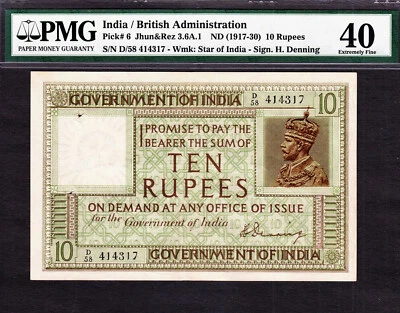 PMG
PAPER MONEY GUARANTY
India / British Administration
Pick# 6 Jhun&Rez 3.6A.1 ND (1917-30) 10 Rupees
S/N D/58 414317 - Wmk: Star of India - Sign. H. Denning
40
Extremely Fine
D/58 414317
GOVERNMENT OF INDIA 10
I PROMISE TO PAY THE
BEARER THE SUM OF
TEN
RUPEES
ON DEMAND AT ANY OFFICE OF ISSUE
for the Government of India
D/58 414317
H Denning
10 GOVERNMENT OF INDIA